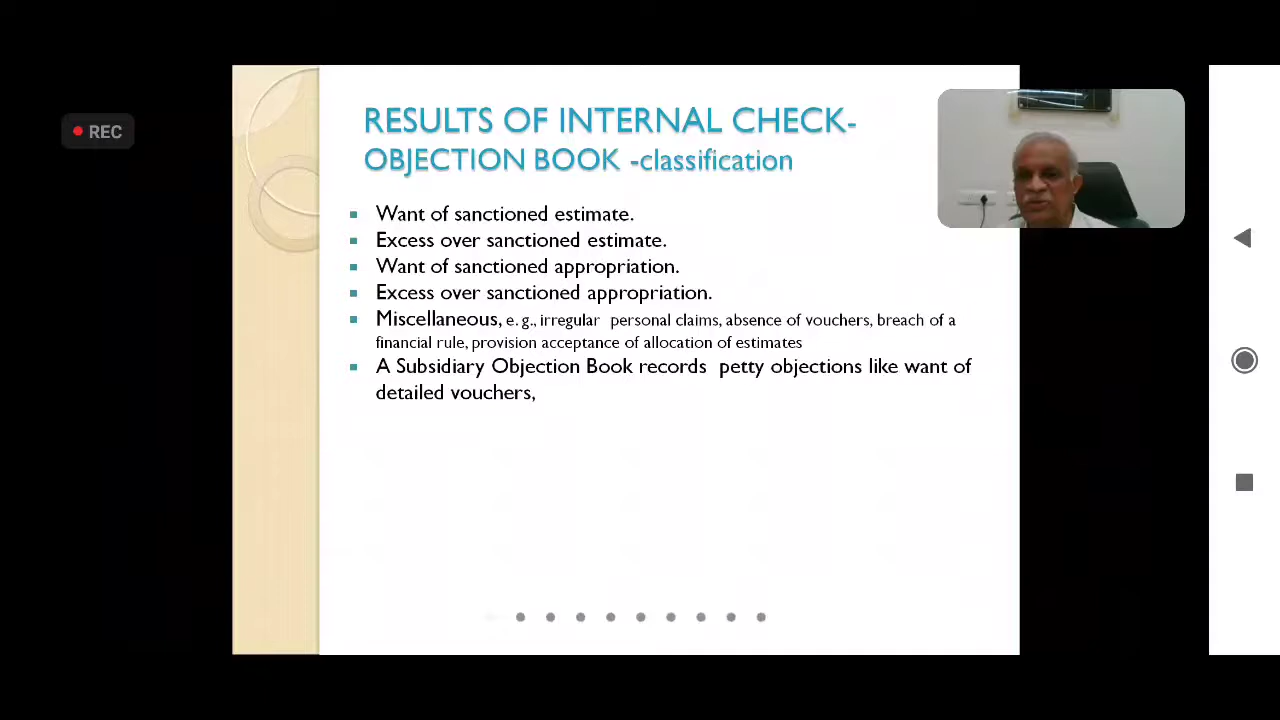 REC
RESULTS OF INTERNAL CHECK-
OBJECTION BOOK -classification
Want of sanctioned estimate.
Excess over sanctioned estimate.
Want of sanctioned appropriation.
Excess over sanctioned appropriation.
Miscellaneous, e. g., irregular personal claims, absence of vouchers, breach of a
financial rule, provision acceptance of allocation of estimates
A Subsidiary Objection Book records petty objections like want of
detailed vouchers,